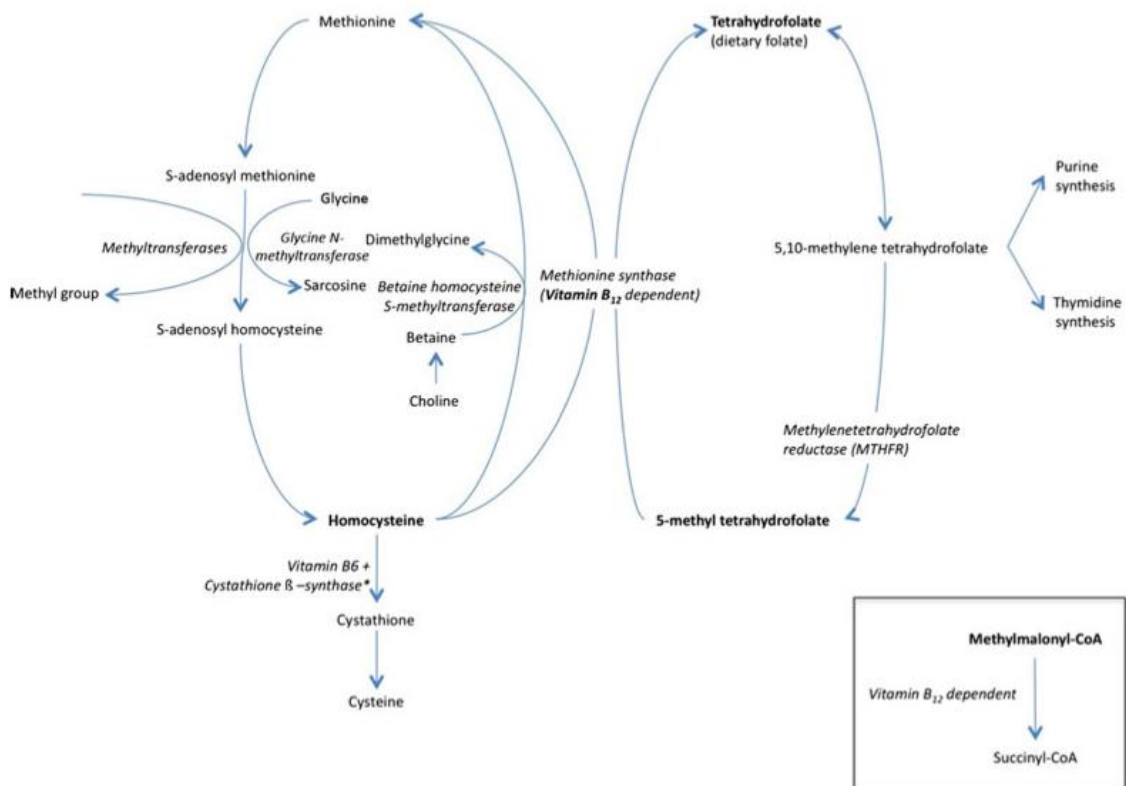 Methionine
Tetrahydrofolate
(dietary folate)
S-adenosyl methionine
Glycine
Methyltransferases
Glycine N-
methyltransferase
Dimethylglycine
Sarcosine
Methyl group
Betaine homocysteine
S-methyltransferase
S-adenosyl homocysteine
Betaine
Choline
Methionine synthase
(Vitamin B12 dependent)
5,10-methylene tetrahydrofolate
Purine
synthesis
Thymidine
synthesis
Methylenetetrahydrofolate
reductase (MTHFR)
Homocysteine
5-methyl tetrahydrofolate
Vitamin B6 +
Cystathione ß –synthase*
Cystathione
Cysteine
Methylmalonyl-CoA
Vitamin B12 dependent
Succinyl-CoA